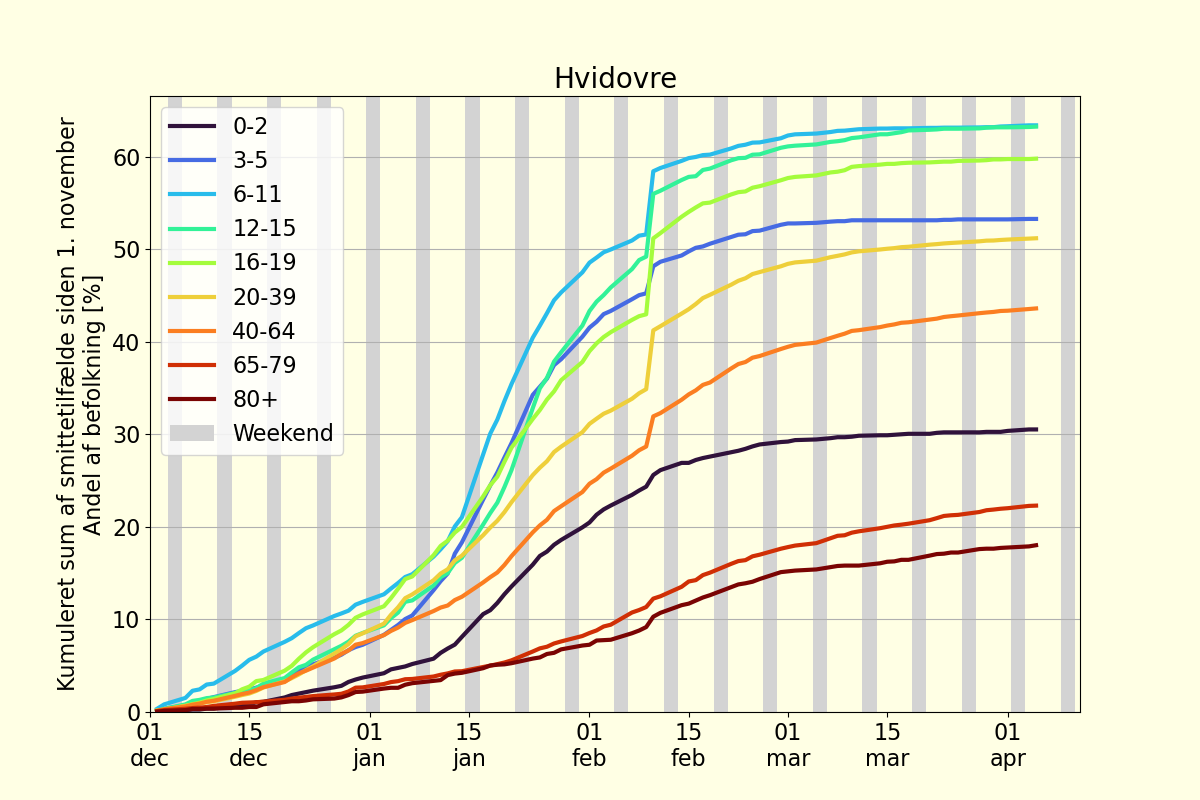 Hvidovre
Kumuleret sum af smittetilfælde siden 1. november
Andel af befolkning [%]
60
50
40
30
20
10
0
0-2
3-5
6-11
12-15
16-19
20-39
40-64
65-79
80+
Weekend
01 15 01 15 01 15 01 15 01
dec dec jan jan feb feb mar mar apr